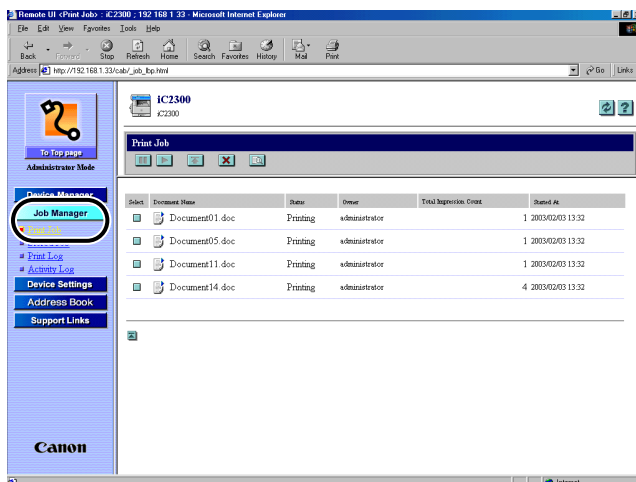 Remote UI <Print Job> : iC2300 ; 192 168 1 33 - Microsoft Internet Explorer
File Edit View Favorites Tools Help
Back Forward Stop Refresh Home Search Favorites History Mail Print
Address http://192.168.1.33/cab/_job_lbp.html Go Links
iC2300
iC2300
To Top page
Administrator Mode
Print Job
Device Manager
Job Manager
Print Job
Print Log
Activity Log
Device Settings
Address Book
Support Links
Select Document Name Status Owner Total Impression Count Started At
Document01.doc Printing administrator 1 2003/02/03 13:32
Document05.doc Printing administrator 1 2003/02/03 13:32
Document11.doc Printing administrator 1 2003/02/03 13:32
Document14.doc Printing administrator 4 2003/02/03 13:32
Canon
Internet